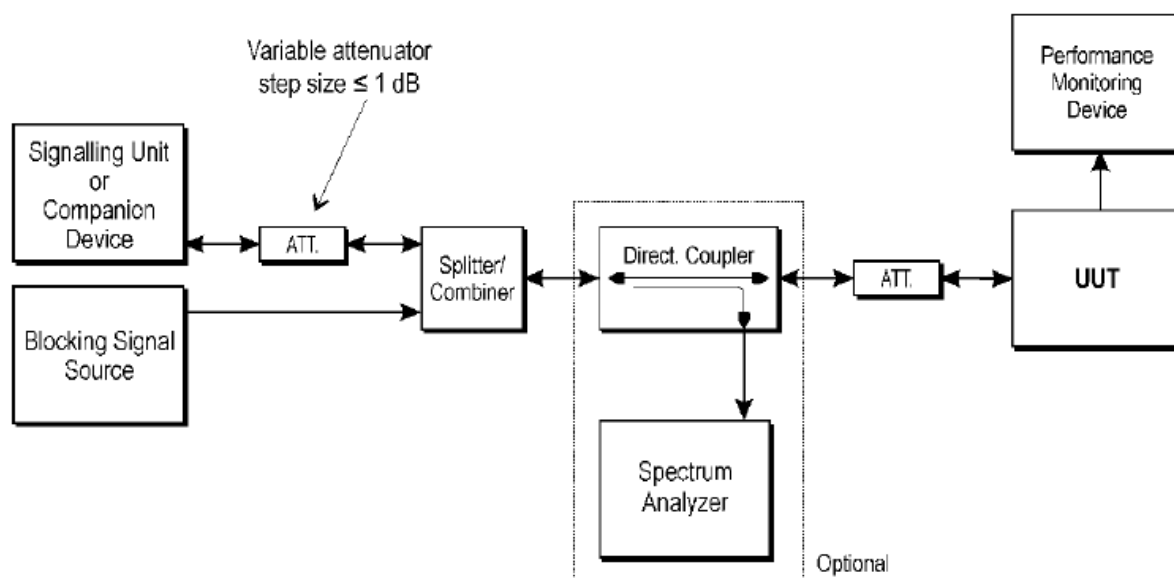 Variable attenuator
step size ≤ 1 dB
Signalling Unit
or
Companion
Device
ATT.
Splitter/
Combiner
Blocking Signal
Source
Direct. Coupler
Spectrum
Analyzer
Optional
ATT.
Performance
Monitoring
Device
UUT